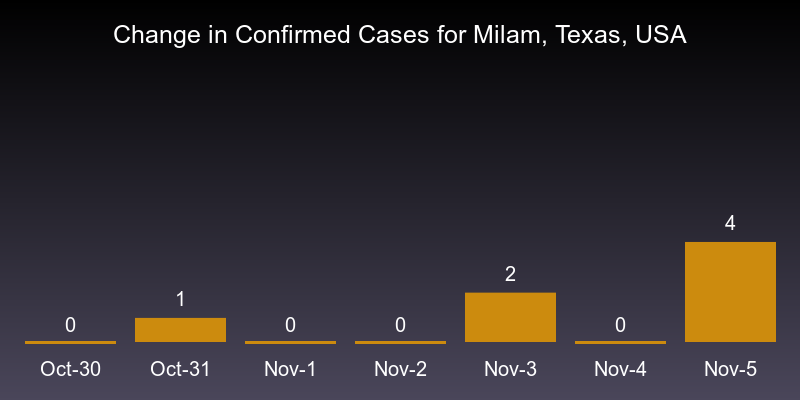 Change in Confirmed Cases for Milam, Texas, USA
4
2
1
0 0 0 0
Oct-30 Oct-31 Nov-1 Nov-2 Nov-3 Nov-4 Nov-5